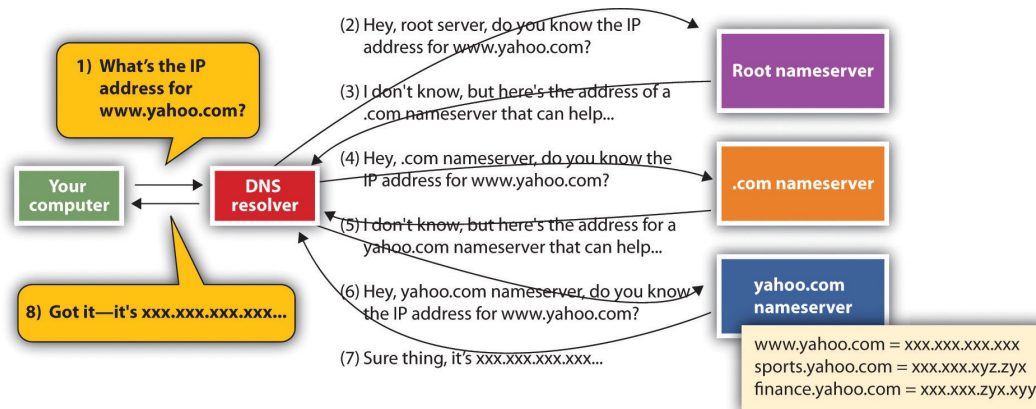 (2) Hey, root server, do you know the IP
address for www.yahoo.com?
1) What's the IP
address for
www.yahoo.com?
Root nameserver
(3) I don't know, but here's the address of a
.com nameserver that can help...
(4) Hey, .com nameserver, do you know the
IP address for www.yahoo.com?
Your
computer
DNS
resolver
.com nameserver
(5) I don't know, but here's the address for a
yahoo.com nameserver that can help...
8) Got it—it's xxx.xxx.xxx.xxx...
(6) Hey, yahoo.com nameserver, do you know
the IP address for www.yahoo.com?
yahoo.com
nameserver
(7) Sure thing, it's xxx.xxx.xxx.xxx...
www.yahoo.com = xxx.xxx.xxx.xxx
sports.yahoo.com = xxx.xxx.xyz.zyx
finance.yahoo.com = xxx.xxx.zyx.xyy